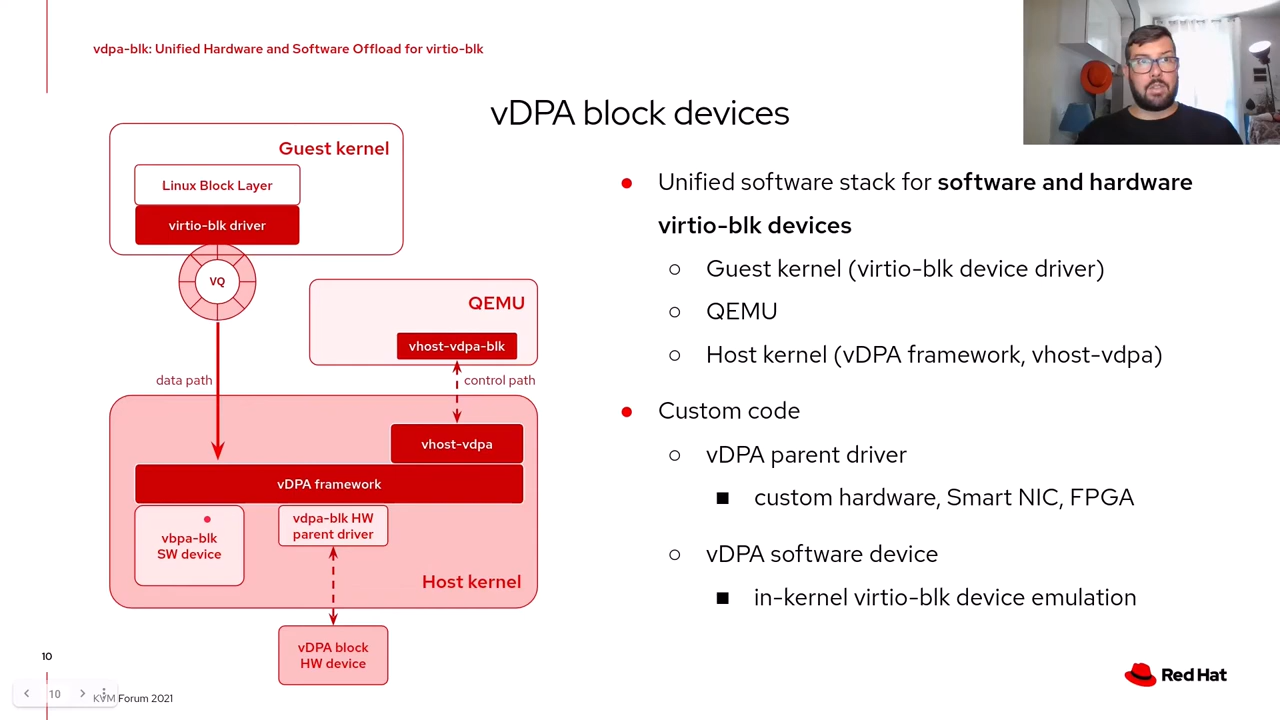 vdpa-blk: Unified Hardware and Software Offload for virtio-blk
vDPA block devices
Guest kernel
Linux Block Layer
virtio-blk driver
VQ
QEMU
vhost-vdpa-blk
data path
control path
vhost-vdpa
vDPA framework
vbpa-blk
SW device
vdpa-blk HW
parent driver
Host kernel
vDPA block
HW device
● Unified software stack for software and hardware
virtio-blk devices
○ Guest kernel (virtio-blk device driver)
○ QEMU
○ Host kernel (vDPA framework, vhost-vdpa)
● Custom code
○ vDPA parent driver
■ custom hardware, Smart NIC, FPGA
○ vDPA software device
■ in-kernel virtio-blk device emulation
10
10
KVM Forum 2021
Red Hat